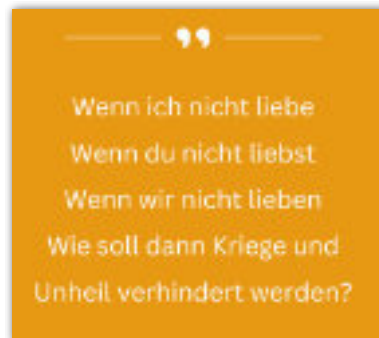 ❞
Wenn ich nicht liebe
Wenn du nicht liebst
Wenn wir nicht lieben
Wie soll dann Kriege und
Unheil verhindert werden?